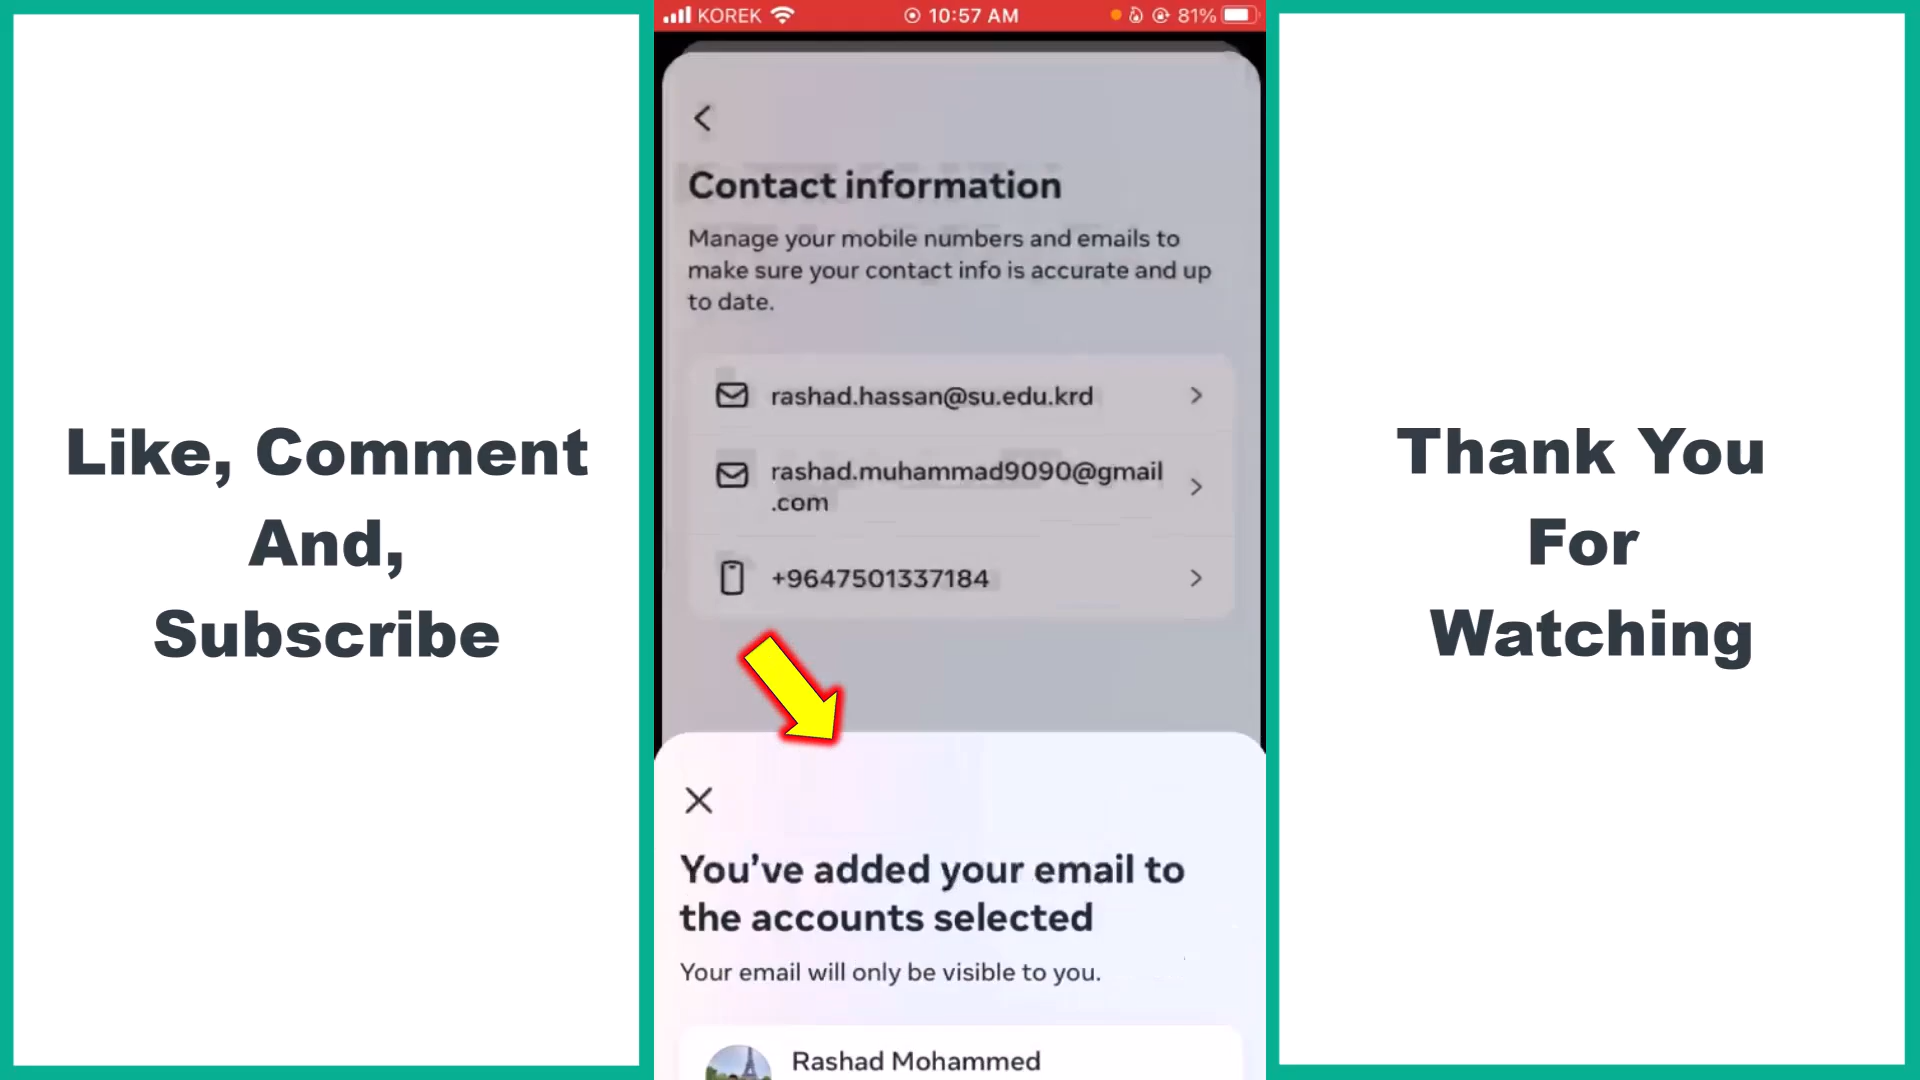 KOREK 10:57 AM 81%
Contact information
Manage your mobile numbers and emails to
make sure your contact info is accurate and up
to date.
rashad.hassan@su.edu.krd
rashad.muhammad9090@gmail
.com
+9647501337184
You've added your email to
the accounts selected
Your email will only be visible to you.
Rashad Mohammed
Like, Comment
And,
Subscribe
Thank You
For
Watching